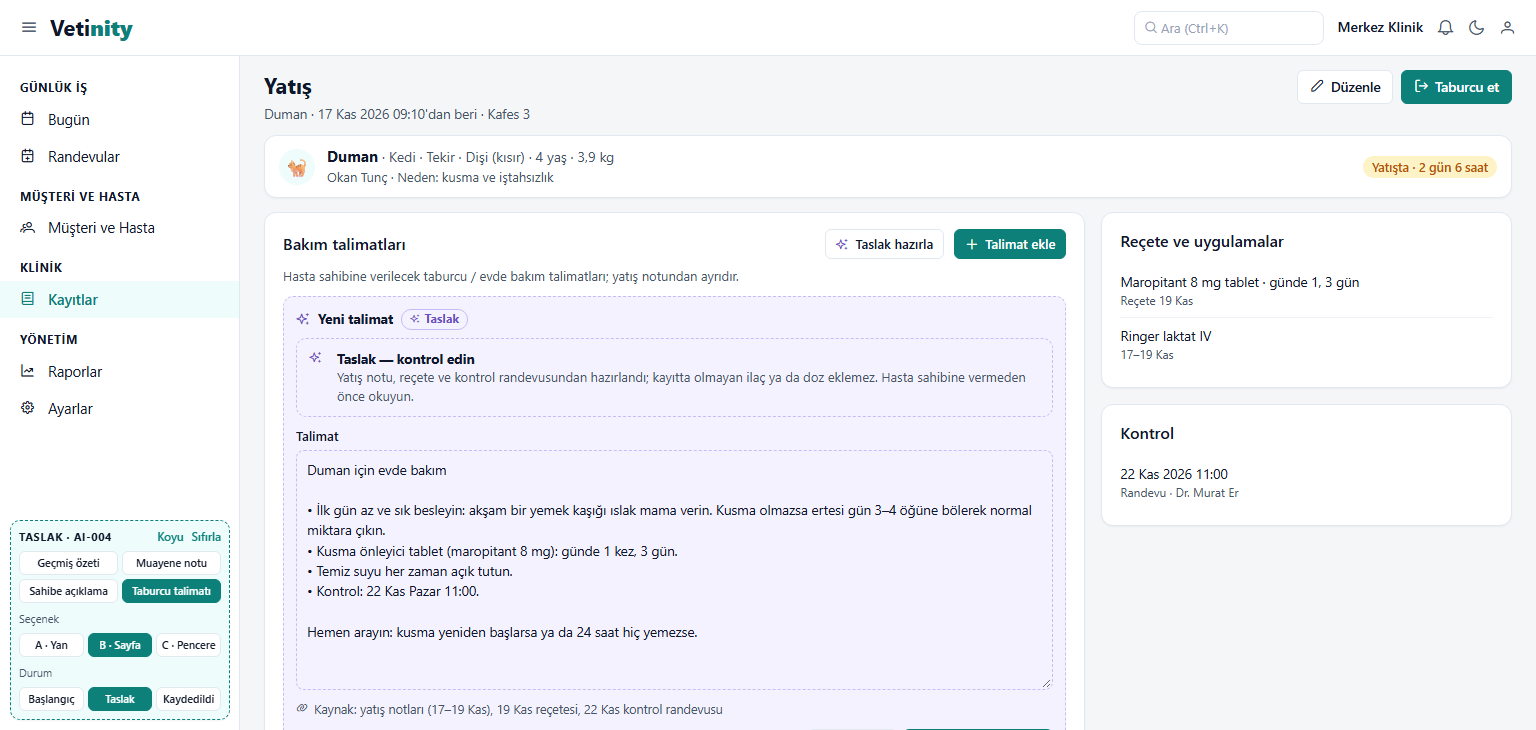 Vetinity
Ara (Ctrl+K)
Merkez Klinik
GÜNLÜK İŞ
Bugün
Randevular
MÜŞTERİ VE HASTA
Müşteri ve Hasta
KLİNİK
Kayıtlar
YÖNETİM
Raporlar
Ayarlar
TASLAK · AI-004 Koyu Sıfırla
Geçmiş özeti Muayene notu
Sahibe açıklama Taburcu talimatı
Seçenek
A · Yan B · Sayfa C · Pencere
Durum
Başlangıç Taslak Kaydedildi
Yatış
Duman · 17 Kas 2026 09:10'dan beri · Kafes 3
Düzenle
Taburcu et
Duman · Kedi · Tekir · Dişi (kısır) · 4 yaş · 3,9 kg
Okan Tunç · Neden: kusma ve iştahsızlık
Yatışta · 2 gün 6 saat
Bakım talimatları
Taslak hazırla
Talimat ekle
Hasta sahibine verilecek taburcu / evde bakım talimatları; yatış notundan ayrıdır.
Yeni talimat Taslak
Taslak — kontrol edin
Yatış notu, reçete ve kontrol randevusundan hazırlandı; kayıtta olmayan ilaç ya da doz eklemez. Hasta sahibine vermeden
önce okuyun.
Talimat
Duman için evde bakım
• İlk gün az ve sık besleyin: akşam bir yemek kaşığı ıslak mama verin. Kusma olmazsa ertesi gün 3–4 öğüne bölerek normal
miktara çıkın.
• Kusma önleyici tablet (maropitant 8 mg): günde 1 kez, 3 gün.
• Temiz suyu her zaman açık tutun.
• Kontrol: 22 Kas Pazar 11:00.
Hemen arayın: kusma yeniden başlarsa ya da 24 saat hiç yemezse.
Kaynak: yatış notları (17–19 Kas), 19 Kas reçetesi, 22 Kas kontrol randevusu
Reçete ve uygulamalar
Maropitant 8 mg tablet · günde 1, 3 gün
Reçete 19 Kas
Ringer laktat IV
17–19 Kas
Kontrol
22 Kas 2026 11:00
Randevu · Dr. Murat Er